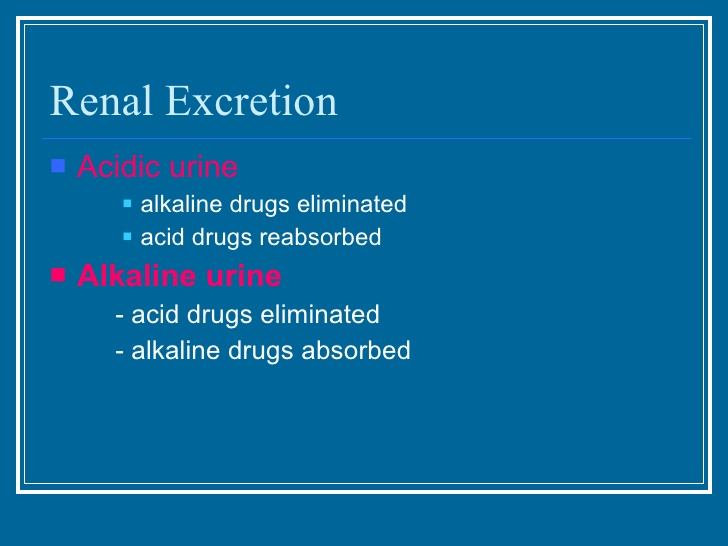 Renal Excretion
Acidic urine
alkaline drugs eliminated
acid drugs reabsorbed
Alkaline urine
- acid drugs eliminated
- alkaline drugs absorbed